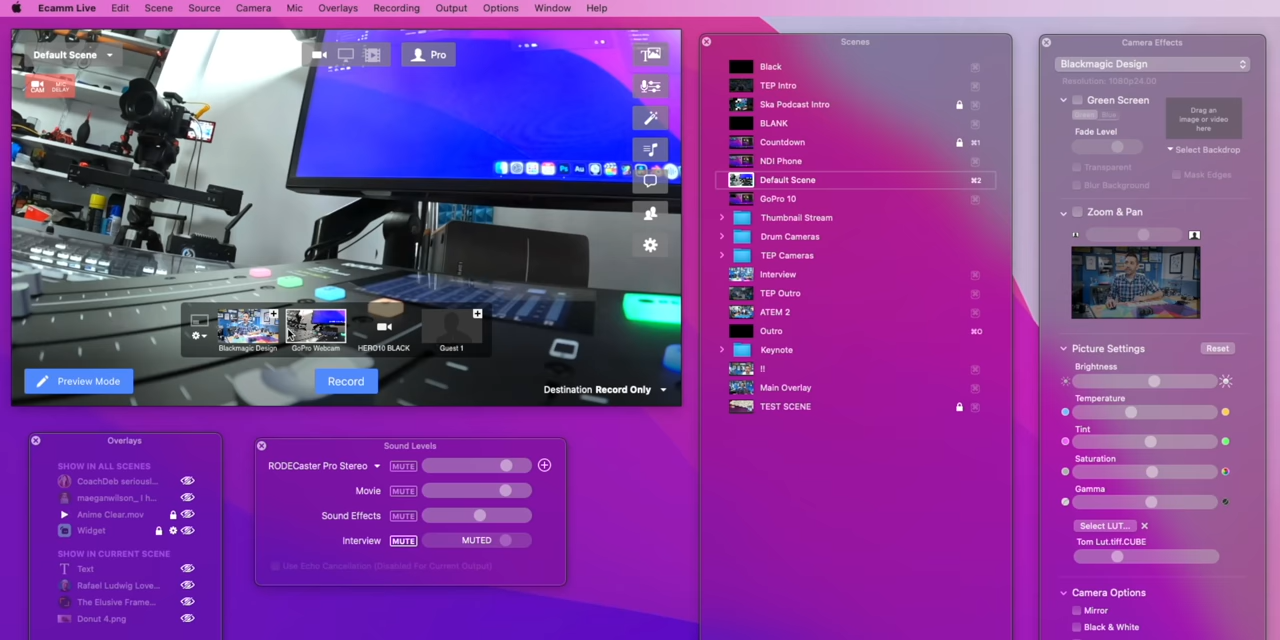 Ecamm Live Edit Scene Source Camera Mic Overlays Recording Output Options Window Help
Default Scene
Pro
CAM
MIC DELAY
Blackmagic Design
GoPro Webcam
HERO10 BLACK
Guest 1
Preview Mode
Record
Destination Record Only
Overlays
SHOW IN ALL SCENES
CoachDeb seriousl...
maeganwilson_ I h...
Anime Clear.mov
Widget
SHOW IN CURRENT SCENE
Text
Rafael Ludwig Love...
The Elusive Frame...
Donut 4.png
Sound Levels
RODECaster Pro Stereo MUTE
Movie MUTE
Sound Effects MUTE
Interview MUTE MUTED
Use Echo Cancellation (Disabled For Current Output)
Scenes
Black
TEP Intro
Ska Podcast Intro
BLANK
Countdown ⌘1
NDI Phone
Default Scene ⌘2
GoPro 10
Thumbnail Stream
Drum Cameras
TEP Cameras
Interview
TEP Outro
ATEM 2
Outro ⌘0
Keynote
!!
Main Overlay
TEST SCENE
Camera Effects
Blackmagic Design
Resolution: 1080p24.00
Green Screen
Green Blue
Drag an image or video here
Fade Level
Select Backdrop
Transparent
Mask Edges
Blur Background
Zoom & Pan
Picture Settings Reset
Brightness
Temperature
Tint
Saturation
Gamma
Select LUT...
Tom Lut.tiff.CUBE
Camera Options
Mirror
Black & White